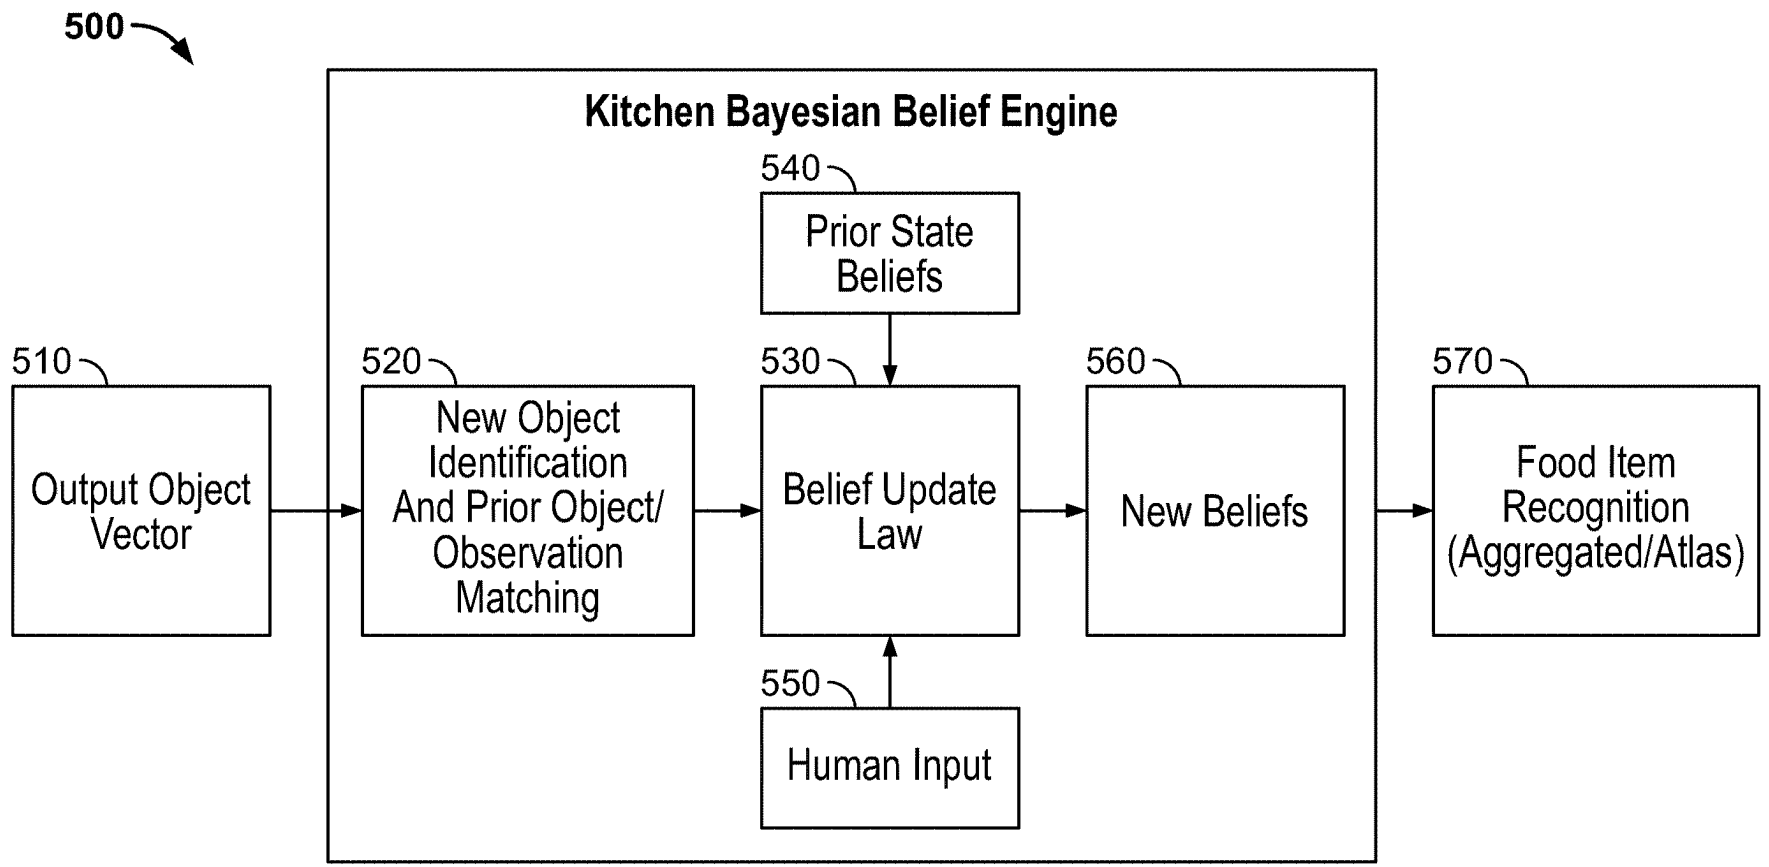 500
Kitchen Bayesian Belief Engine
540
Prior State
Beliefs
510
Output Object
Vector
520
New Object
Identification
And Prior Object/
Observation
Matching
530
Belief Update
Law
560
New Beliefs
570
Food Item
Recognition
(Aggregated/Atlas)
550
Human Input